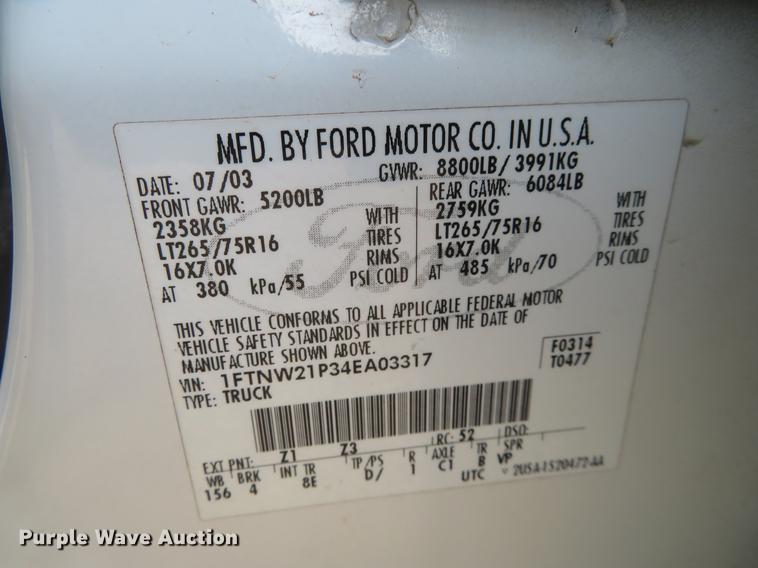 MFD. BY FORD MOTOR CO. IN U.S.A.
DATE: 07/03 GVWR: 8800LB/ 3991KG
FRONT GAWR: 5200LB REAR GAWR: 6084LB
2358KG WITH 2759KG WITH
LT265/75R16 TIRES LT265/75R16 TIRES
16X7.0K RIMS 16X7.0K RIMS
AT 380 kPa/55 PSI COLD AT 485 kPa/70 PSI COLD
Ford
THIS VEHICLE CONFORMS TO ALL APPLICABLE FEDERAL MOTOR
VEHICLE SAFETY STANDARDS IN EFFECT ON THE DATE OF
MANUFACTURE SHOWN ABOVE.
F0314
VIN: 1FTNW21P34EA03317 T0477
TYPE: TRUCK
EXT PNT: Z1 Z3 RC: 52 DSO:
WB BRK INT TR TP/PS R AXLE TR SPR
156 4 8E D/ 1 C1 B VP
UTC 2U5A-1520472-AA
Purple Wave Auction